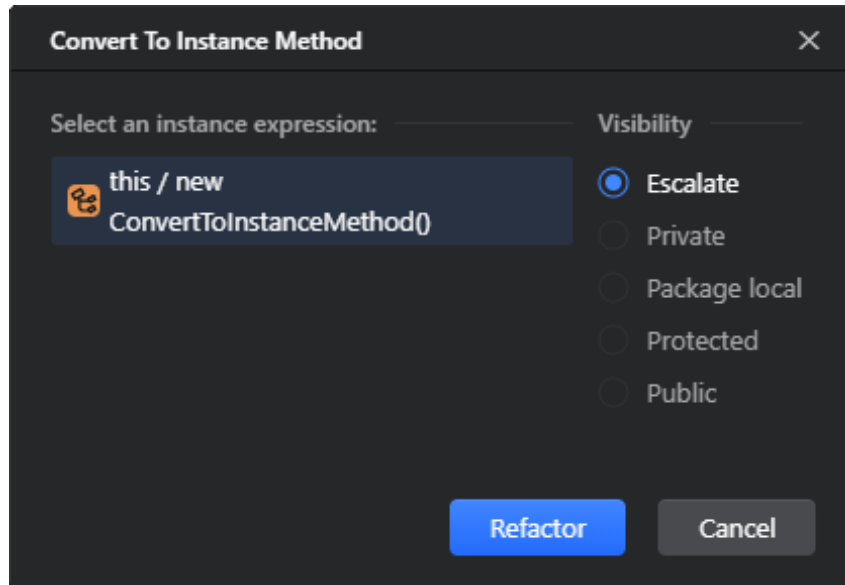 Convert To Instance Method
Select an instance expression:
this / new
ConvertToInstanceMethod()
Visibility
Escalate
Private
Package local
Protected
Public
Refactor
Cancel